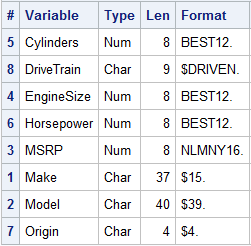 # Variable Type Len Format
5 Cylinders Num 8 BEST12.
8 DriveTrain Char 9 $DRIVEN.
4 EngineSize Num 8 BEST12.
6 Horsepower Num 8 BEST12.
3 MSRP Num 8 NLMNY16.
1 Make Char 37 $15.
2 Model Char 40 $39.
7 Origin Char 4 $4.